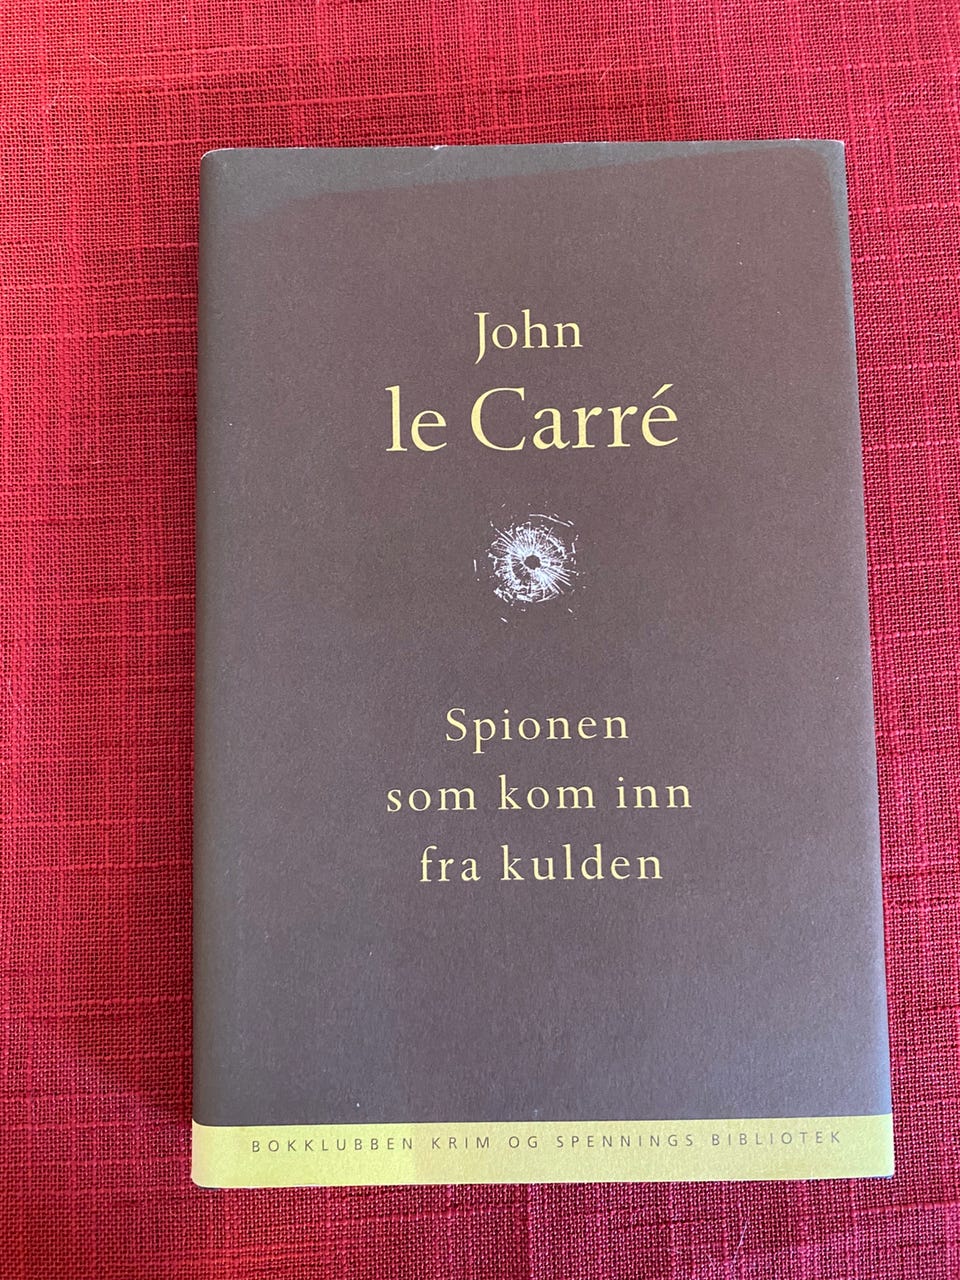 John
le Carré
Spionen
som kom inn
fra kulden
BOKKLUBBEN KRIM OG SPENNINGS BIBLIOTEK